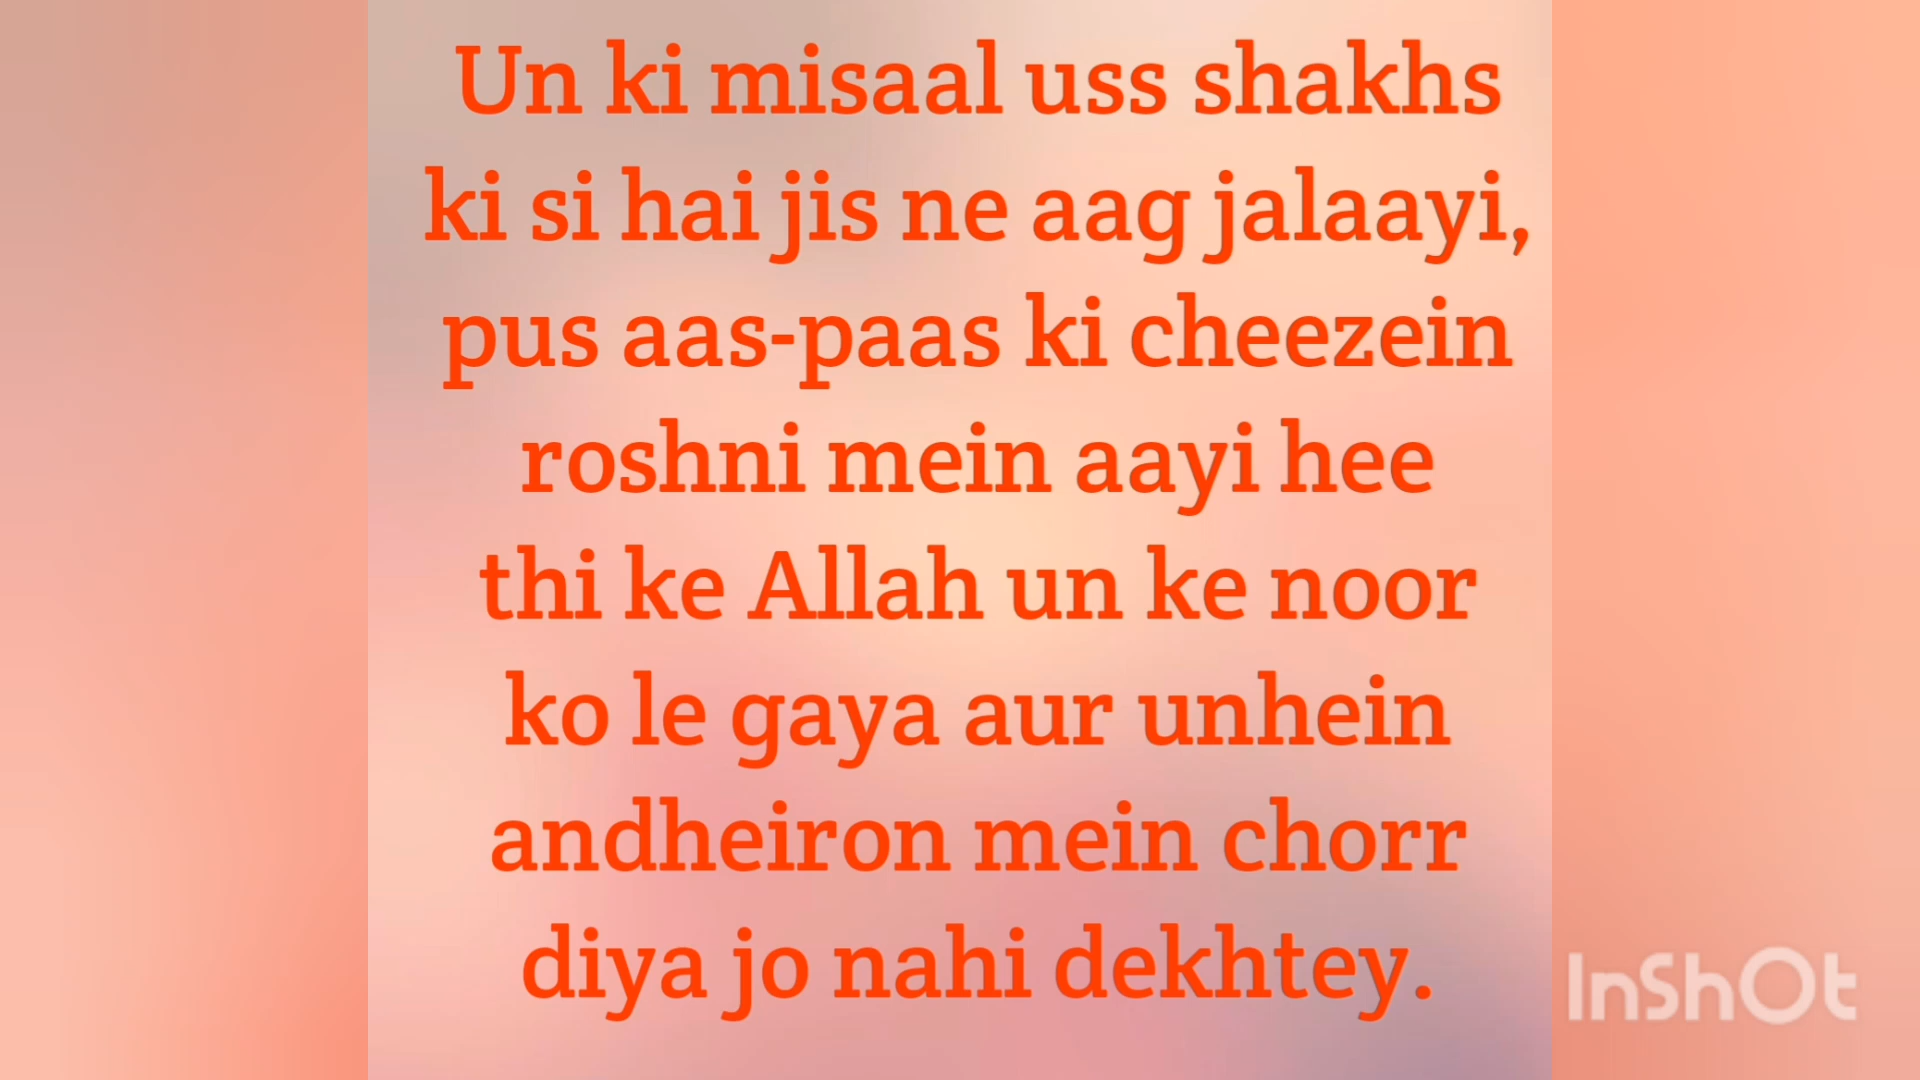 Un ki misaal uss shakhs
ki si hai jis ne aag jalaayi,
pus aas-paas ki cheezein
roshni mein aayi hee
thi ke Allah un ke noor
ko le gaya aur unhein
andheiron mein chorr
diya jo nahi dekhtey.
InShOt